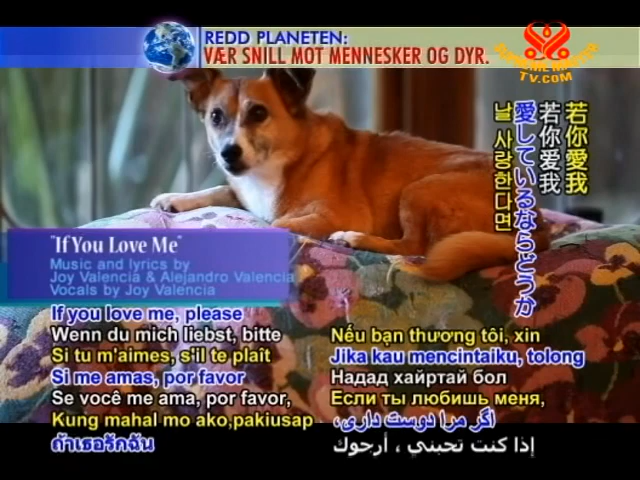 REDD PLANETEN:
VÆR SNILL MOT MENNESKER OG DYR.
SUPREME MASTER
TV.COM
若你愛我
若你爱我
愛しているならどうか
날 사랑한다면
"If You Love Me"
Music and lyrics by
Joy Valencia & Alejandro Valencia
Vocals by Joy Valencia
If you love me, please
Wenn du mich liebst, bitte
Si tu m'aimes, s'il te plaît
Si me amas, por favor
Se você me ama, por favor,
Kung mahal mo ako,pakiusap
ถ้าเธอรักฉัน
Nếu bạn thương tôi, xin
Jika kau mencintaiku, tolong
Надад хайртай бол
Если ты любишь меня,
اگر مرا دوست داری،
إذا كنت تحبني ، أرجوك